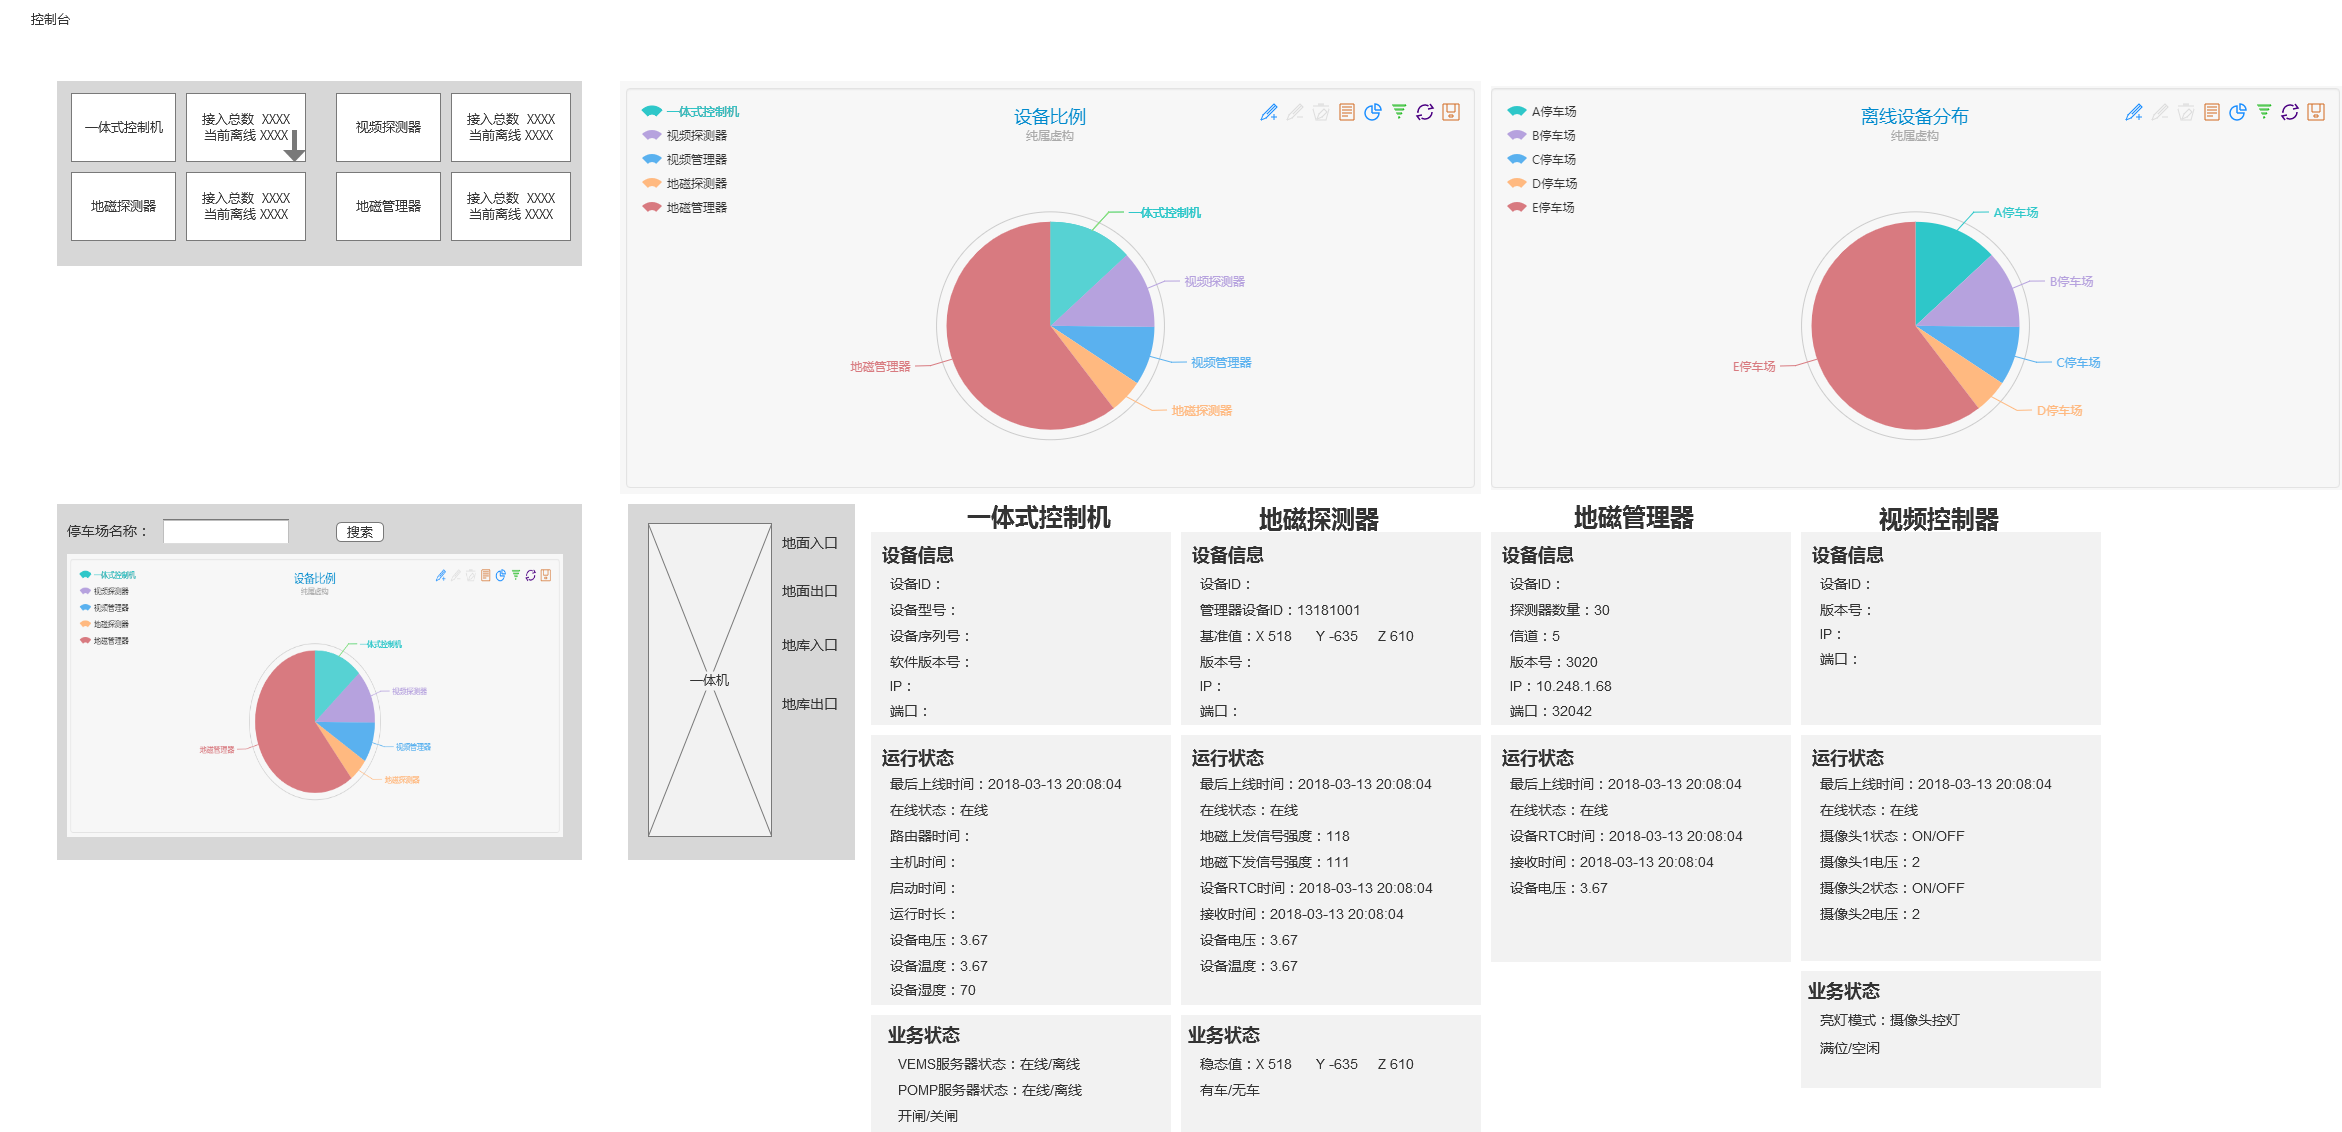 控制台
一体式控制机
接入总数 XXXX
当前离线 XXXX
视频探测器
接入总数 XXXX
当前离线 XXXX
地磁探测器
接入总数 XXXX
当前离线 XXXX
地磁管理器
接入总数 XXXX
当前离线 XXXX
设备比例
纯属虚构
一体式控制机
视频探测器
视频管理器
地磁探测器
地磁管理器
一体式控制机
视频探测器
视频管理器
地磁探测器
地磁管理器
离线设备分布
纯属虚构
A停车场
B停车场
C停车场
D停车场
E停车场
A停车场
B停车场
C停车场
D停车场
E停车场
停车场名称：
搜索
设备比例
纯属虚构
一体式控制机
视频探测器
视频管理器
地磁探测器
地磁管理器
一体式控制机
视频探测器
视频管理器
地磁探测器
地磁管理器
一体机
地面入口
地面出口
地库入口
地库出口
一体式控制机
设备信息
设备ID：
设备型号：
设备序列号：
软件版本号：
IP：
端口：
运行状态
最后上线时间：2018-03-13 20:08:04
在线状态：在线
路由器时间：
主机时间：
启动时间：
运行时长：
设备电压：3.67
设备温度：3.67
设备湿度：70
业务状态
VEMS服务器状态：在线/离线
POMP服务器状态：在线/离线
开闸/关闸
地磁探测器
设备信息
设备ID：
管理器设备ID：13181001
基准值：X 518 Y -635 Z 610
版本号：
IP：
端口：
运行状态
最后上线时间：2018-03-13 20:08:04
在线状态：在线
地磁上发信号强度：118
地磁下发信号强度：111
设备RTC时间：2018-03-13 20:08:04
接收时间：2018-03-13 20:08:04
设备电压：3.67
设备温度：3.67
业务状态
稳态值：X 518 Y -635 Z 610
有车/无车
地磁管理器
设备信息
设备ID：
探测器数量：30
信道：5
版本号：3020
IP：10.248.1.68
端口：32042
运行状态
最后上线时间：2018-03-13 20:08:04
在线状态：在线
设备RTC时间：2018-03-13 20:08:04
接收时间：2018-03-13 20:08:04
设备电压：3.67
视频控制器
设备信息
设备ID：
版本号：
IP：
端口：
运行状态
最后上线时间：2018-03-13 20:08:04
在线状态：在线
摄像头1状态：ON/OFF
摄像头1电压：2
摄像头2状态：ON/OFF
摄像头2电压：2
业务状态
亮灯模式：摄像头控灯
满位/空闲